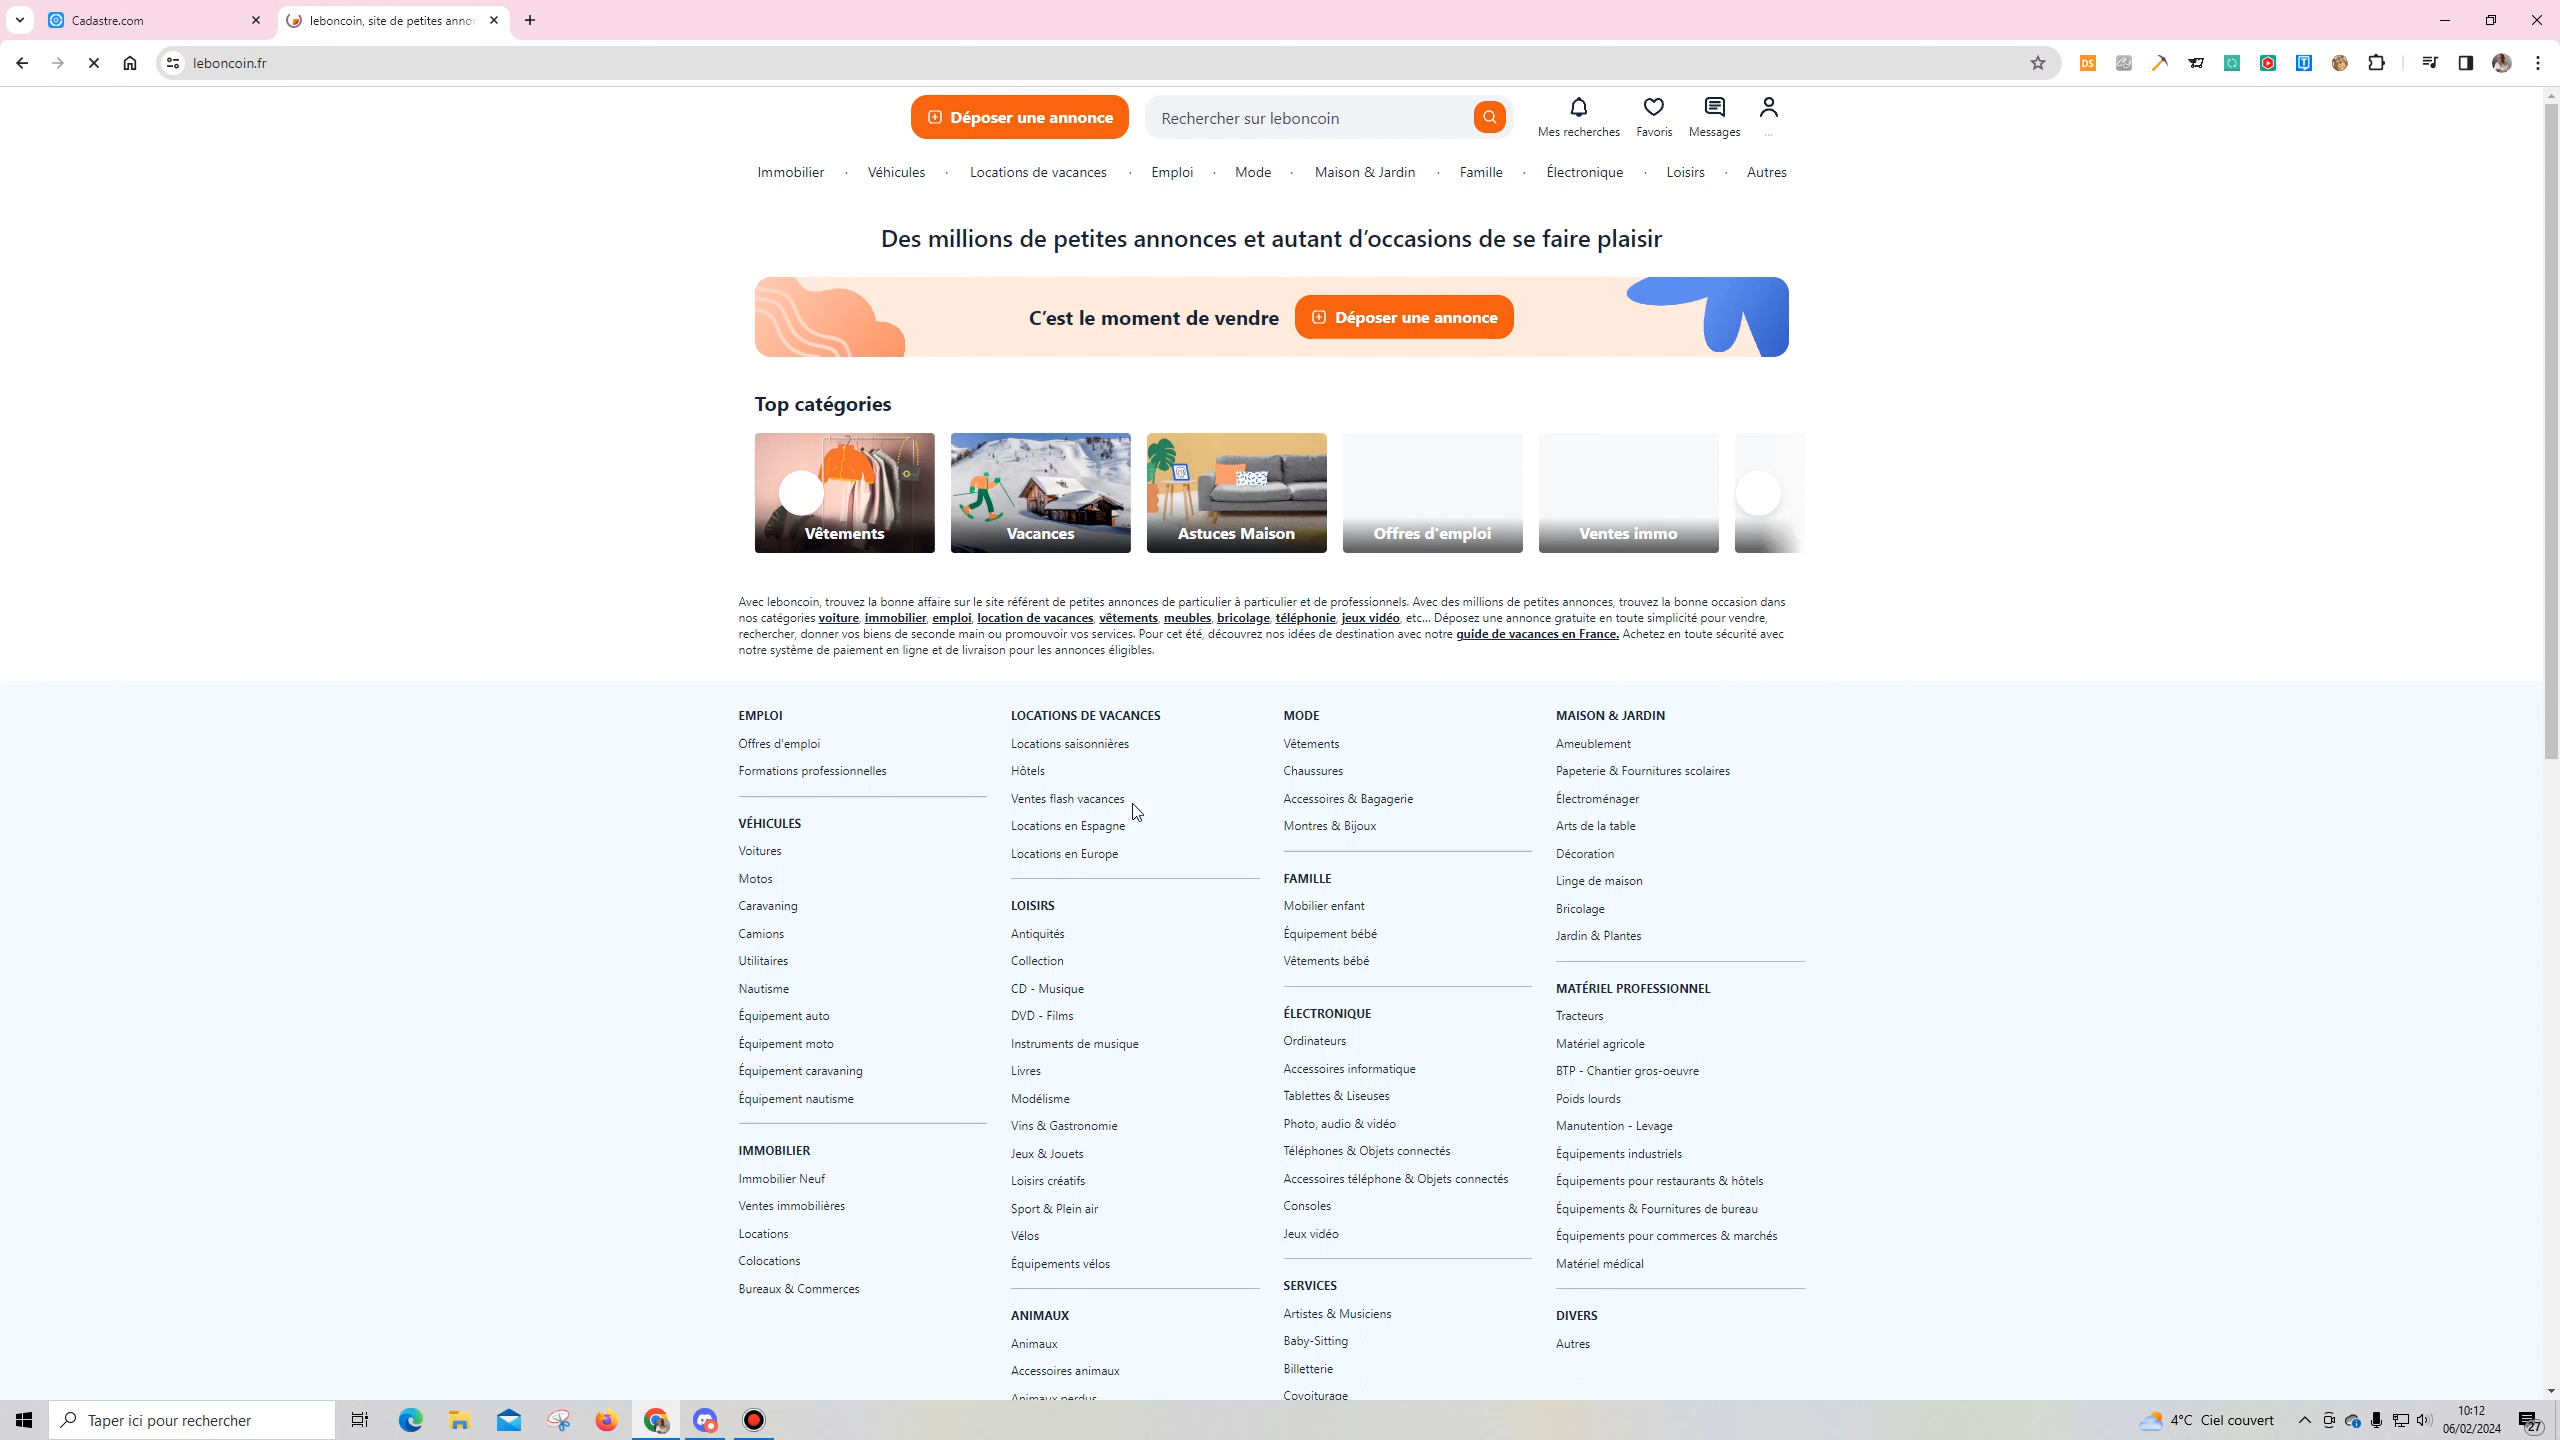 Cadastre.com
leboncoin, site de petites anno
leboncoin.fr
Déposer une annonce
Rechercher sur leboncoin
Mes recherches
Favoris
Messages
...
Immobilier · Véhicules · Locations de vacances · Emploi · Mode · Maison & Jardin · Famille · Électronique · Loisirs · Autres
Des millions de petites annonces et autant d’occasions de se faire plaisir
C’est le moment de vendre
Déposer une annonce
Top catégories
Vêtements
Vacances
Astuces Maison
Offres d'emploi
Ventes immo
Avec leboncoin, trouvez la bonne affaire sur le site référent de petites annonces de particulier à particulier et de professionnels. Avec des millions de petites annonces, trouvez la bonne occasion dans
nos catégories voiture, immobilier, emploi, location de vacances, vêtements, meubles, bricolage, téléphonie, jeux vidéo, etc... Déposez une annonce gratuite en toute simplicité pour vendre,
rechercher, donner vos biens de seconde main ou promouvoir vos services. Pour cet été, découvrez nos idées de destination avec notre guide de vacances en France. Achetez en toute sécurité avec
notre système de paiement en ligne et de livraison pour les annonces éligibles.
EMPLOI
Offres d'emploi
Formations professionnelles
VÉHICULES
Voitures
Motos
Caravaning
Camions
Utilitaires
Nautisme
Équipement auto
Équipement moto
Équipement caravaning
Équipement nautisme
IMMOBILIER
Immobilier Neuf
Ventes immobilières
Locations
Colocations
Bureaux & Commerces
LOCATIONS DE VACANCES
Locations saisonnières
Hôtels
Ventes flash vacances
Locations en Espagne
Locations en Europe
LOISIRS
Antiquités
Collection
CD - Musique
DVD - Films
Instruments de musique
Livres
Modélisme
Vins & Gastronomie
Jeux & Jouets
Loisirs créatifs
Sport & Plein air
Vélos
Équipements vélos
ANIMAUX
Animaux
Accessoires animaux
Animaux perdus
MODE
Vêtements
Chaussures
Accessoires & Bagagerie
Montres & Bijoux
FAMILLE
Mobilier enfant
Équipement bébé
Vêtements bébé
ÉLECTRONIQUE
Ordinateurs
Accessoires informatique
Tablettes & Liseuses
Photo, audio & vidéo
Téléphones & Objets connectés
Accessoires téléphone & Objets connectés
Consoles
Jeux vidéo
SERVICES
Artistes & Musiciens
Baby-Sitting
Billetterie
Covoiturage
MAISON & JARDIN
Ameublement
Papeterie & Fournitures scolaires
Électroménager
Arts de la table
Décoration
Linge de maison
Bricolage
Jardin & Plantes
MATÉRIEL PROFESSIONNEL
Tracteurs
Matériel agricole
BTP - Chantier gros-oeuvre
Poids lourds
Manutention - Levage
Équipements industriels
Équipements pour restaurants & hôtels
Équipements & Fournitures de bureau
Équipements pour commerces & marchés
Matériel médical
DIVERS
Autres
Taper ici pour rechercher
4°C Ciel couvert
10:12
06/02/2024
27